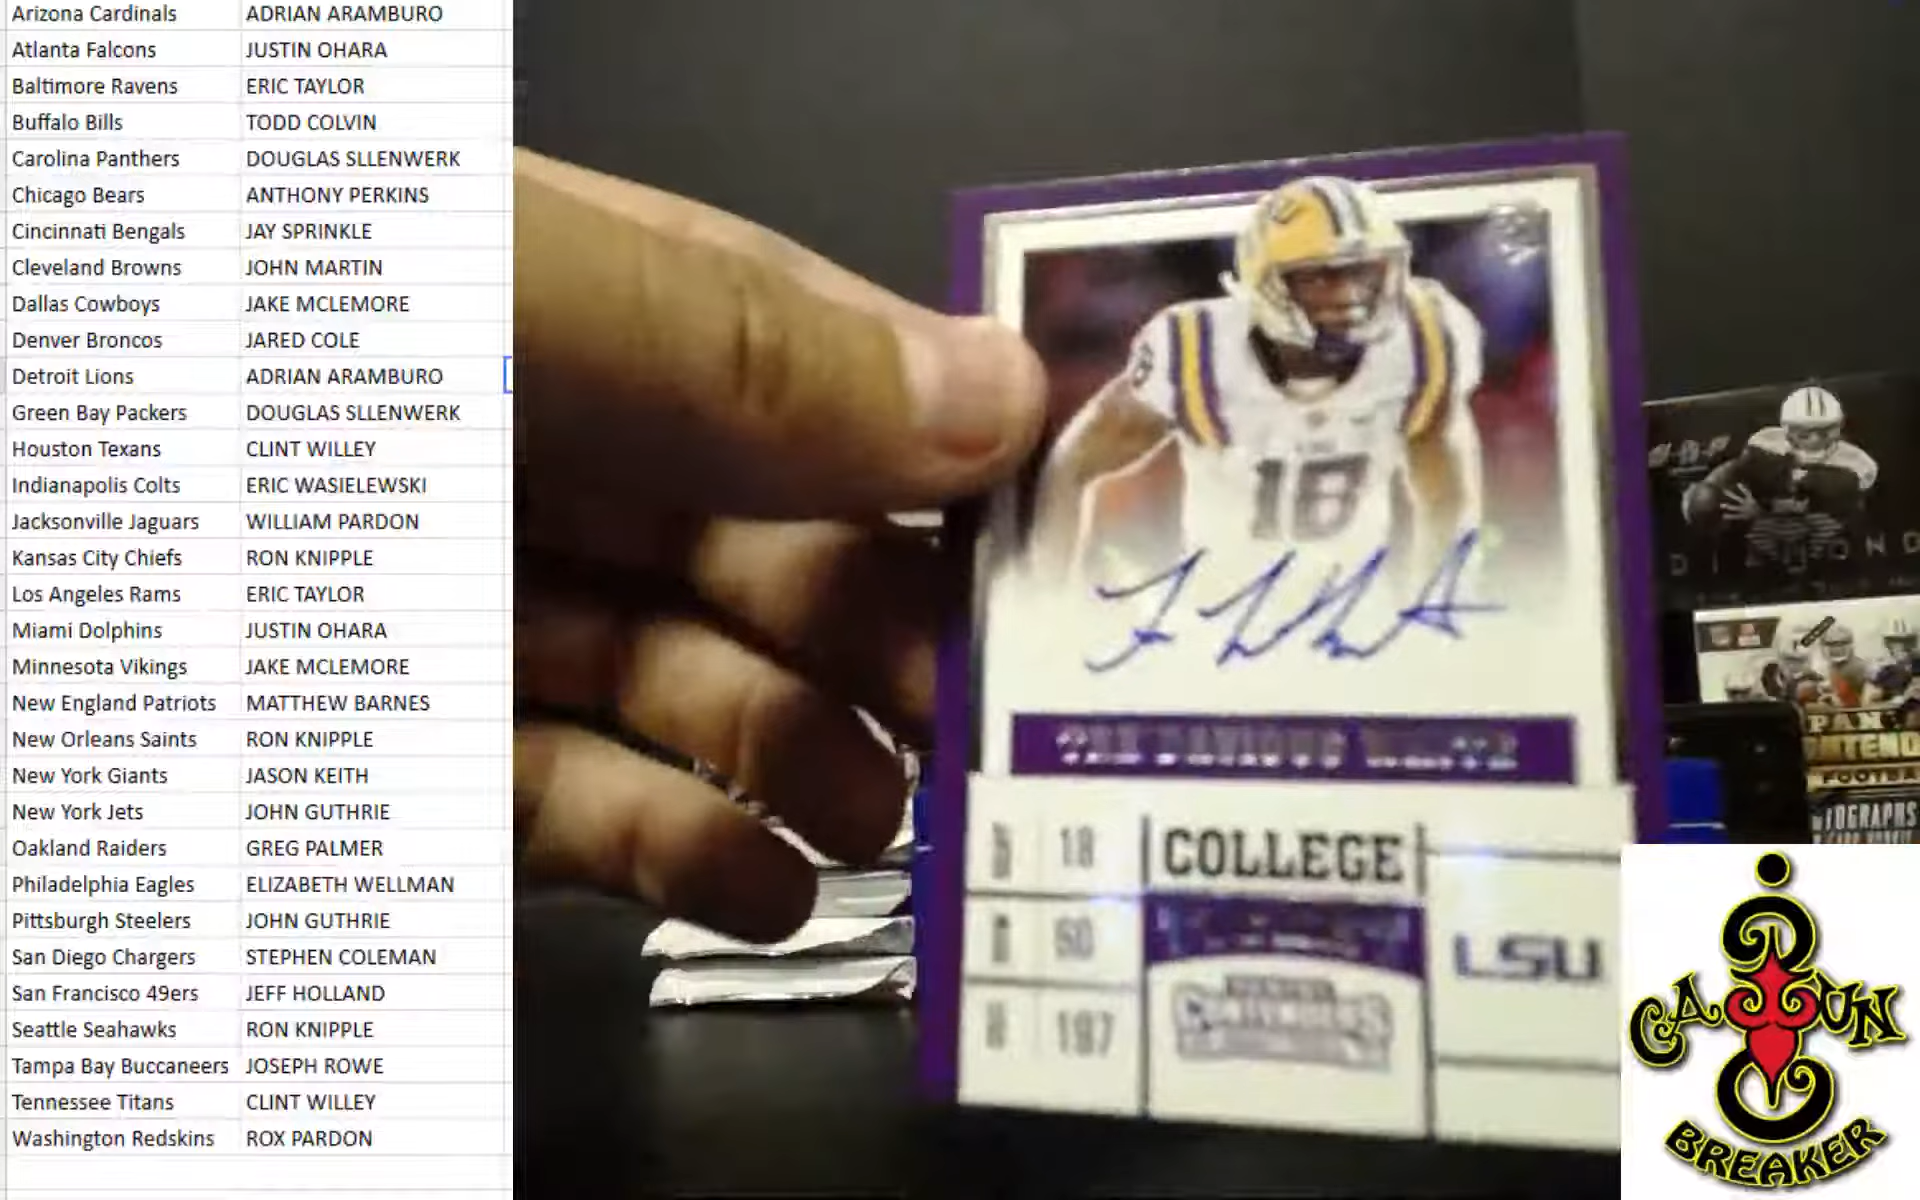 Arizona Cardinals ADRIAN ARAMBURO
Atlanta Falcons JUSTIN OHARA
Baltimore Ravens ERIC TAYLOR
Buffalo Bills TODD COLVIN
Carolina Panthers DOUGLAS SLLENWERK
Chicago Bears ANTHONY PERKINS
Cincinnati Bengals JAY SPRINKLE
Cleveland Browns JOHN MARTIN
Dallas Cowboys JAKE MCLEMORE
Denver Broncos JARED COLE
Detroit Lions ADRIAN ARAMBURO
Green Bay Packers DOUGLAS SLLENWERK
Houston Texans CLINT WILLEY
Indianapolis Colts ERIC WASIELEWSKI
Jacksonville Jaguars WILLIAM PARDON
Kansas City Chiefs RON KNIPPLE
Los Angeles Rams ERIC TAYLOR
Miami Dolphins JUSTIN OHARA
Minnesota Vikings JAKE MCLEMORE
New England Patriots MATTHEW BARNES
New Orleans Saints RON KNIPPLE
New York Giants JASON KEITH
New York Jets JOHN GUTHRIE
Oakland Raiders GREG PALMER
Philadelphia Eagles ELIZABETH WELLMAN
Pittsburgh Steelers JOHN GUTHRIE
San Diego Chargers STEPHEN COLEMAN
San Francisco 49ers JEFF HOLLAND
Seattle Seahawks RON KNIPPLE
Tampa Bay Buccaneers JOSEPH ROWE
Tennessee Titans CLINT WILLEY
Washington Redskins ROX PARDON
18
18 COLLEGE
LSU
197
CONTENDERS
DIAMOND
FOOTBA
CAJUN
BREAKER